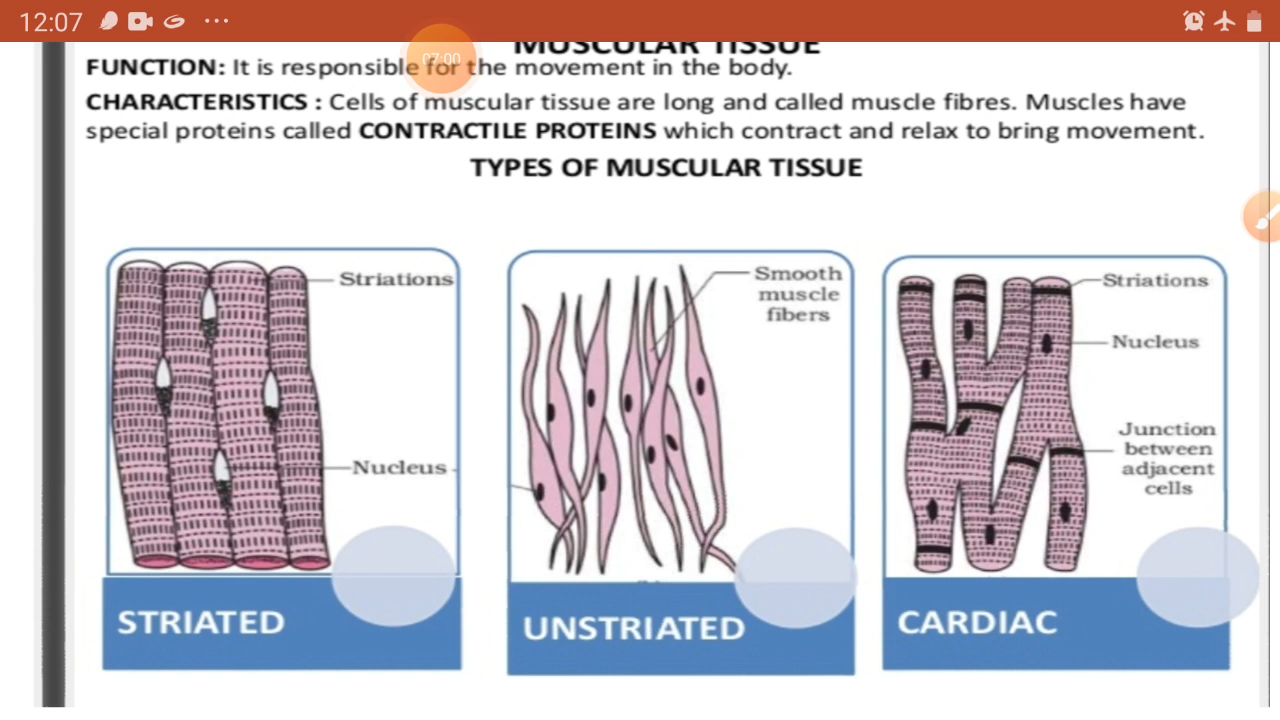 12:07
MUSCULAR TISSUE
07:00
FUNCTION: It is responsible for the movement in the body.
CHARACTERISTICS : Cells of muscular tissue are long and called muscle fibres. Muscles have
special proteins called CONTRACTILE PROTEINS which contract and relax to bring movement.
TYPES OF MUSCULAR TISSUE
Striations
Nucleus
STRIATED
Smooth
muscle
fibers
UNSTRIATED
Striations
Nucleus
Junction
between
adjacent
cells
CARDIAC